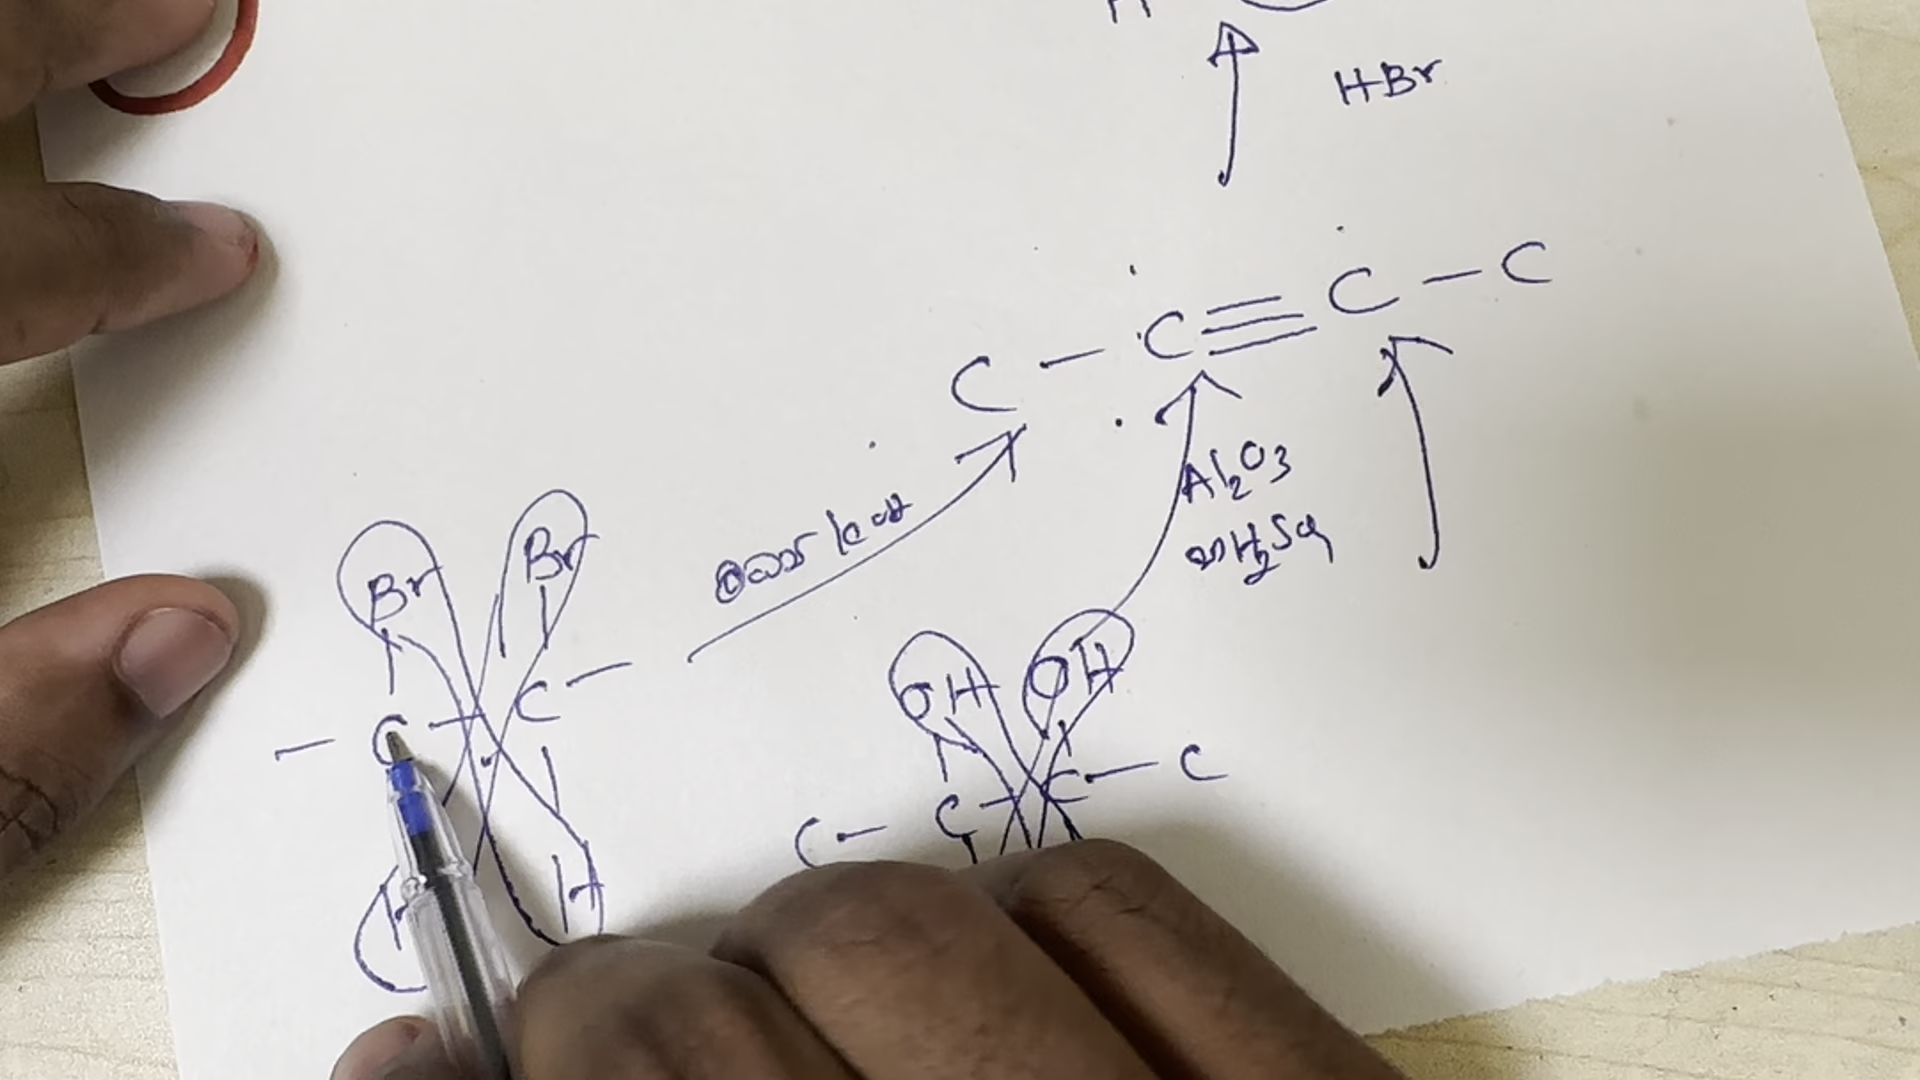 H
HBr
C - C ≡ C - C
Al2O3
හෝ H2SO4
Br Br
- C - C -
H H
OH OH
C - C - C - C